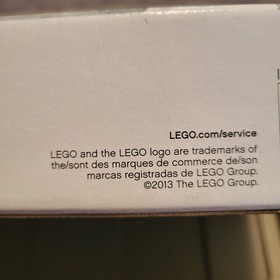 LEGO.com/service
LEGO and the LEGO logo are trademarks of
the/sont des marques de commerce de/son
marcas registradas de LEGO Group.
©2013 The LEGO Group.